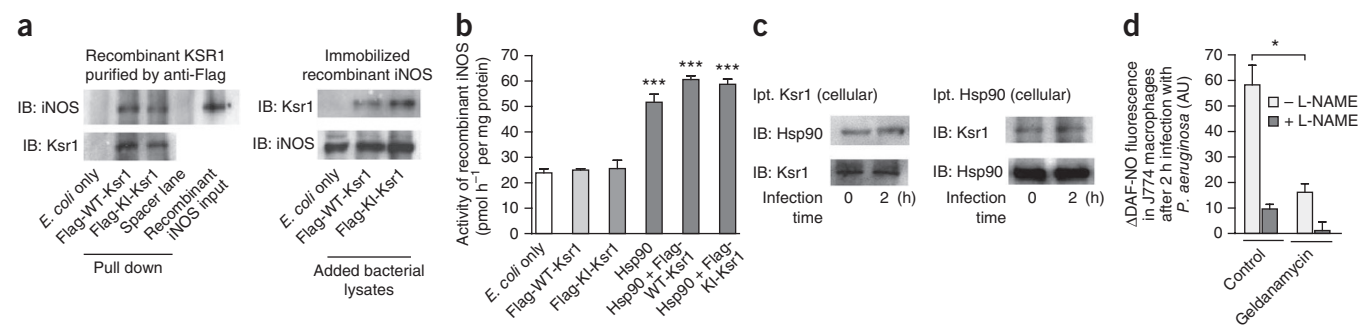 a
Recombinant KSR1
purified by anti-Flag
IB: iNOS
IB: Ksr1
E. coli only
Flag-WT-Ksr1
Flag-KI-Ksr1
Spacer lane
Recombinant
iNOS input
Pull down
Immobilized
recombinant iNOS
IB: Ksr1
IB: iNOS
E. coli only
Flag-WT-Ksr1
Flag-KI-Ksr1
Added bacterial
lysates
b
Activity of recombinant iNOS
(pmol h⁻¹ per mg protein)
70
60
50
40
30
20
10
0
***
***
***
E. coli only
Flag-WT-Ksr1
Flag-KI-Ksr1
Hsp90
Hsp90 + Flag-
WT-Ksr1
Hsp90 + Flag-
KI-Ksr1
c
Ipt. Ksr1 (cellular)
IB: Hsp90
IB: Ksr1
Infection
time
0 2 (h)
Ipt. Hsp90 (cellular)
IB: Ksr1
IB: Hsp90
Infection
time
0 2 (h)
d
ΔDAF-NO fluorescence
in J774 macrophages
after 2 h infection with
P. aeruginosa (AU)
70
60
50
40
30
20
10
0
*
– L-NAME
+ L-NAME
Control
Geldanamycin